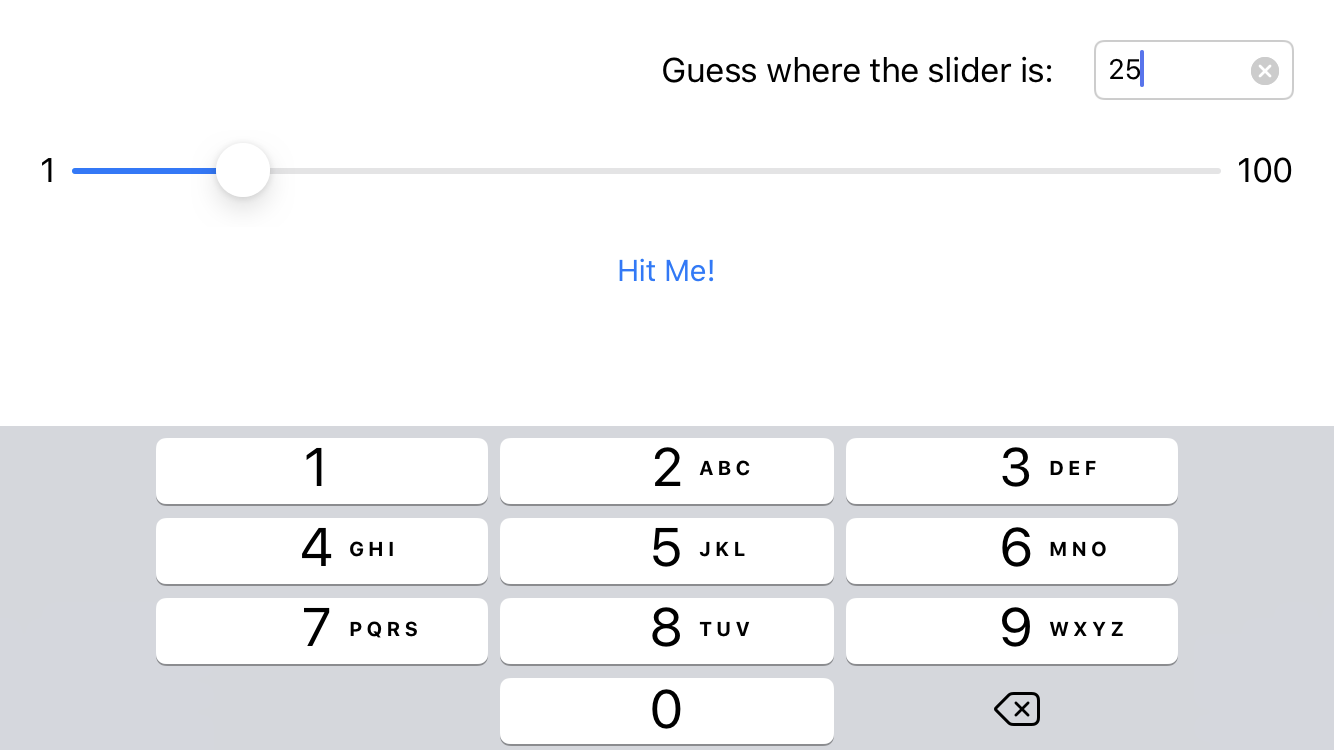 Guess where the slider is: 25
1 100
Hit Me!
1 2 ABC 3 DEF
4 GHI 5 JKL 6 MNO
7 PQRS 8 TUV 9 WXYZ
0